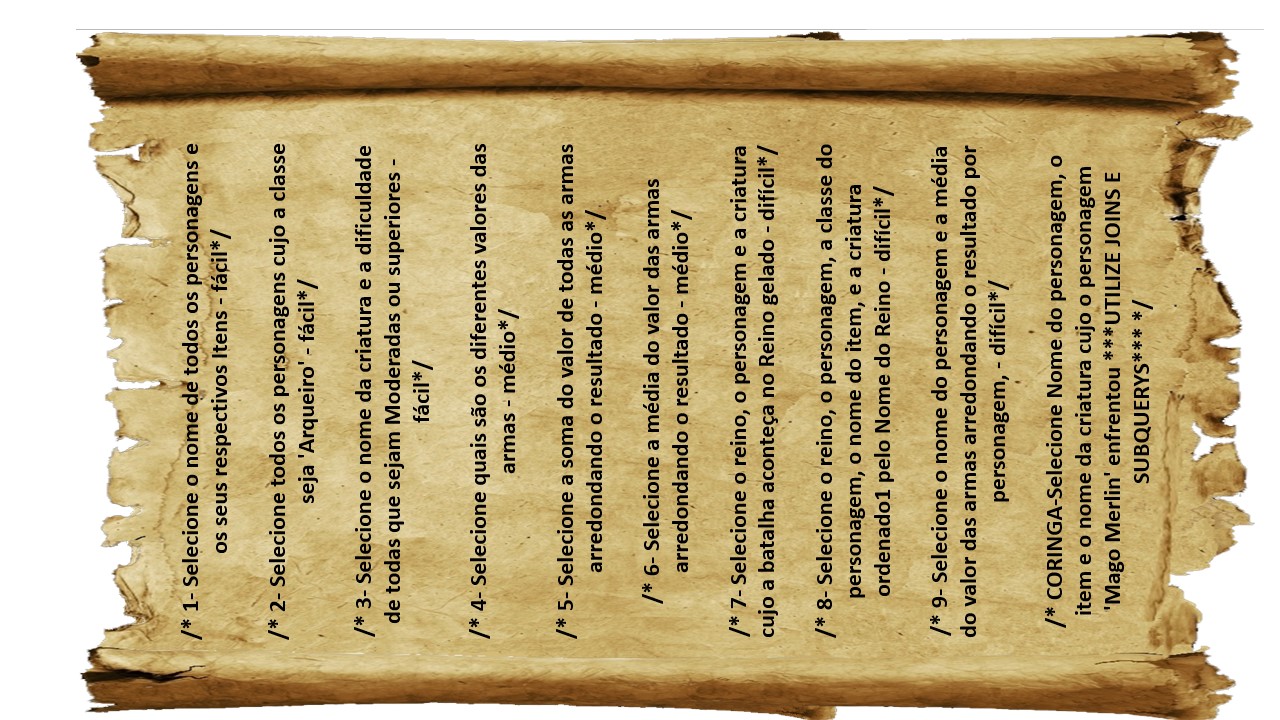 /* 1- Selecione o nome de todos os personagens e
os seus respectivos Itens - fácil*/
/* 2- Selecione todos os personagens cujo a classe
seja 'Arqueiro' - fácil*/
/* 3- Selecione o nome da criatura e a dificuldade
de todas que sejam Moderadas ou superiores -
fácil*/
/* 4- Selecione quais são os diferentes valores das
armas - médio*/
/* 5- Selecione a soma do valor de todas as armas
arredondando o resultado - médio*/
/* 6- Selecione a média do valor das armas
arredondando o resultado - médio*/
/* 7- Selecione o reino, o personagem e a criatura
cujo a batalha aconteça no Reino gelado - difícil*/
/* 8- Selecione o reino, o personagem, a classe do
personagem, o nome do item, e a criatura
ordenado1 pelo Nome do Reino - difícil*/
/* 9- Selecione o nome do personagem e a média
do valor das armas arredondando o resultado por
personagem, - difícil*/
/* CORINGA-Selecione Nome do personagem, o
item e o nome da criatura cujo o personagem
'Mago Merlin' enfrentou ***UTILIZE JOINS E
SUBQUERYS*** */